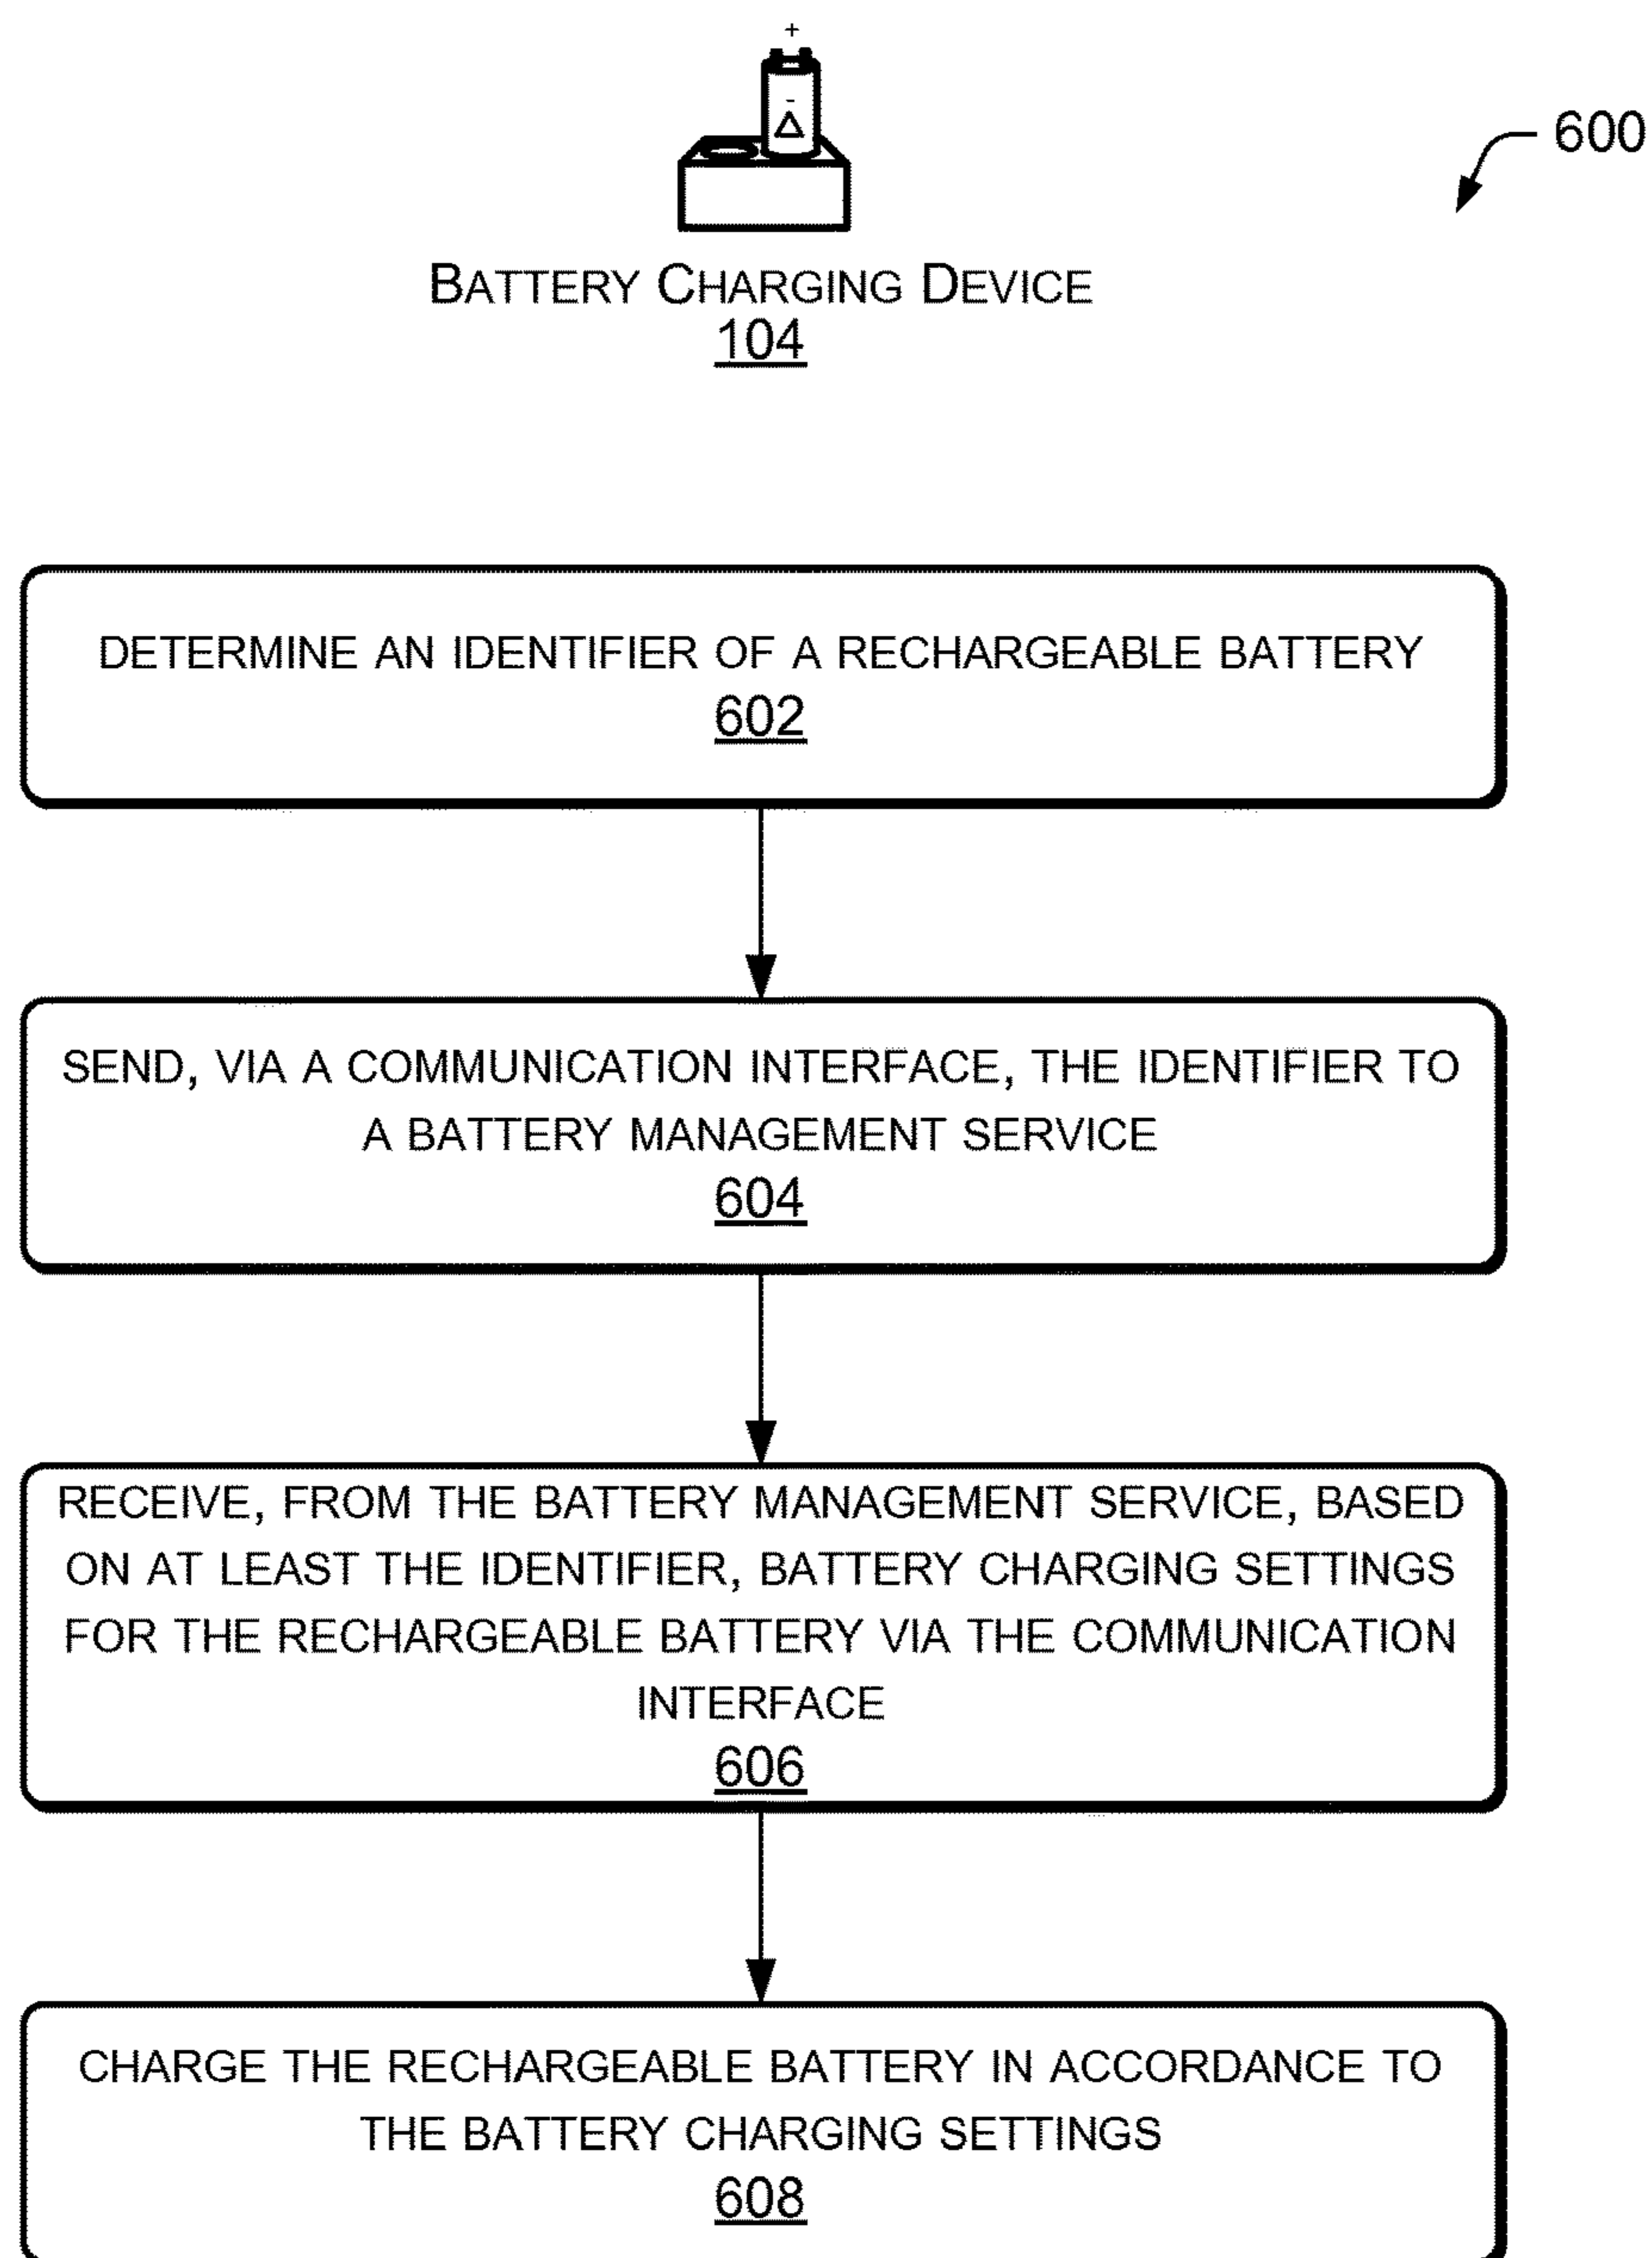 +
-
600
BATTERY CHARGING DEVICE
104
DETERMINE AN IDENTIFIER OF A RECHARGEABLE BATTERY
602
SEND, VIA A COMMUNICATION INTERFACE, THE IDENTIFIER TO
A BATTERY MANAGEMENT SERVICE
604
RECEIVE, FROM THE BATTERY MANAGEMENT SERVICE, BASED
ON AT LEAST THE IDENTIFIER, BATTERY CHARGING SETTINGS
FOR THE RECHARGEABLE BATTERY VIA THE COMMUNICATION
INTERFACE
606
CHARGE THE RECHARGEABLE BATTERY IN ACCORDANCE TO
THE BATTERY CHARGING SETTINGS
608